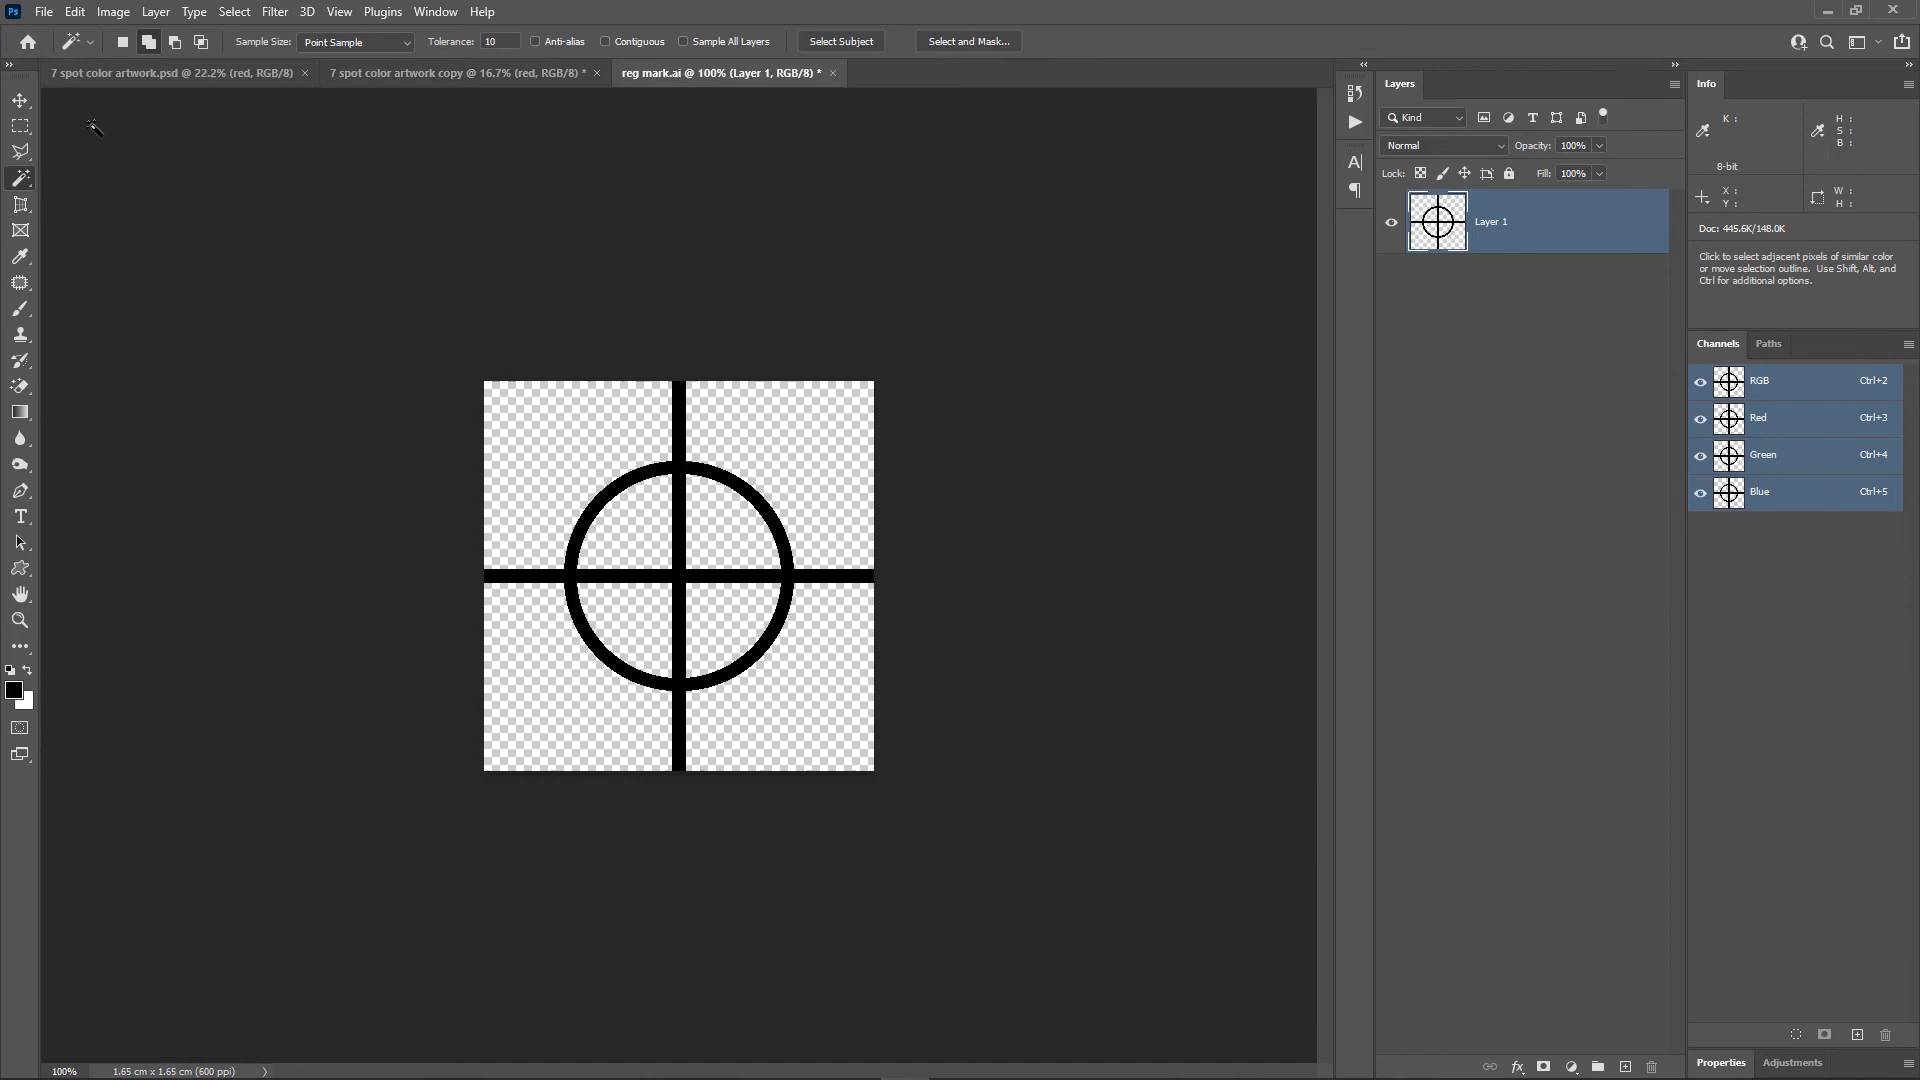 Ps File Edit Image Layer Type Select Filter 3D View Plugins Window Help
Sample Size: Point Sample Tolerance: 10 Anti-alias Contiguous Sample All Layers Select Subject Select and Mask...
7 spot color artwork.psd @ 22.2% (red, RGB/8) × 7 spot color artwork copy @ 16.7% (red, RGB/8) * × reg mark.ai @ 100% (Layer 1, RGB/8) * ×
Layers
Kind
Normal Opacity: 100%
Lock: Fill: 100%
Layer 1
Info
K :
H :
S :
B :
8-bit
X :
Y :
W :
H :
Doc: 445.6K/148.0K
Click to select adjacent pixels of similar color
or move selection outline. Use Shift, Alt, and
Ctrl for additional options.
Channels Paths
RGB Ctrl+2
Red Ctrl+3
Green Ctrl+4
Blue Ctrl+5
Properties Adjustments
100% 1.65 cm x 1.65 cm (600 ppi)